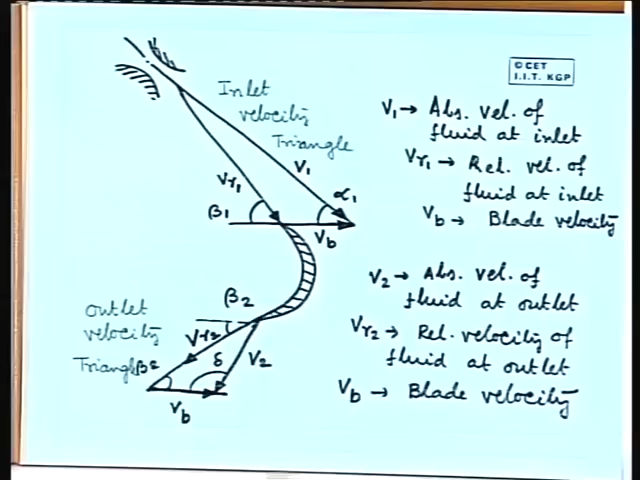 © CET
I.I.T. KGP
Inlet
velocity
Triangle
V1
Vr1
α1
β1
Vb
V1 → Abs. vel. of
fluid at inlet
Vr1 → Rel. vel. of
fluid at inlet
Vb → Blade velocity
β2
Outlet
velocity
Triangle
Vr2
β2
δ
V2
Vb
V2 → Abs. vel. of
fluid at outlet
Vr2 → Rel. velocity of
fluid at outlet
Vb → Blade velocity